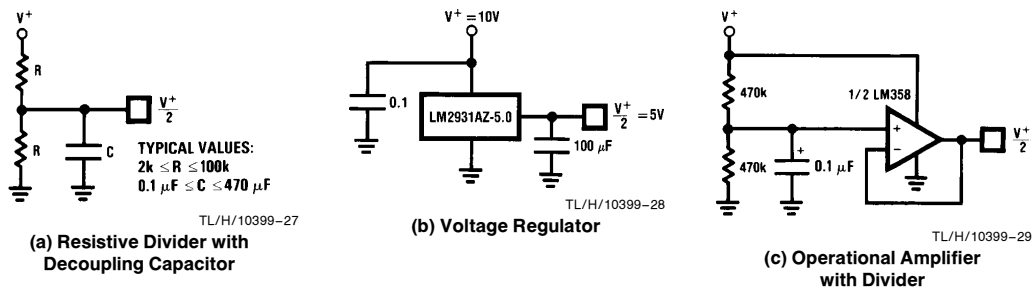 V⁺
R
R
C
V⁺
2
TYPICAL VALUES:
2k ≤ R ≤ 100k
0.1 μF ≤ C ≤ 470 μF
TL/H/10399–27
(a) Resistive Divider with
Decoupling Capacitor
V⁺ = 10V
0.1
LM2931AZ-5.0
V⁺
2
= 5V
100 μF
TL/H/10399–28
(b) Voltage Regulator
V⁺
470k
1/2 LM358
+
−
470k
+
0.1 μF
V⁺
2
TL/H/10399–29
(c) Operational Amplifier
with Divider